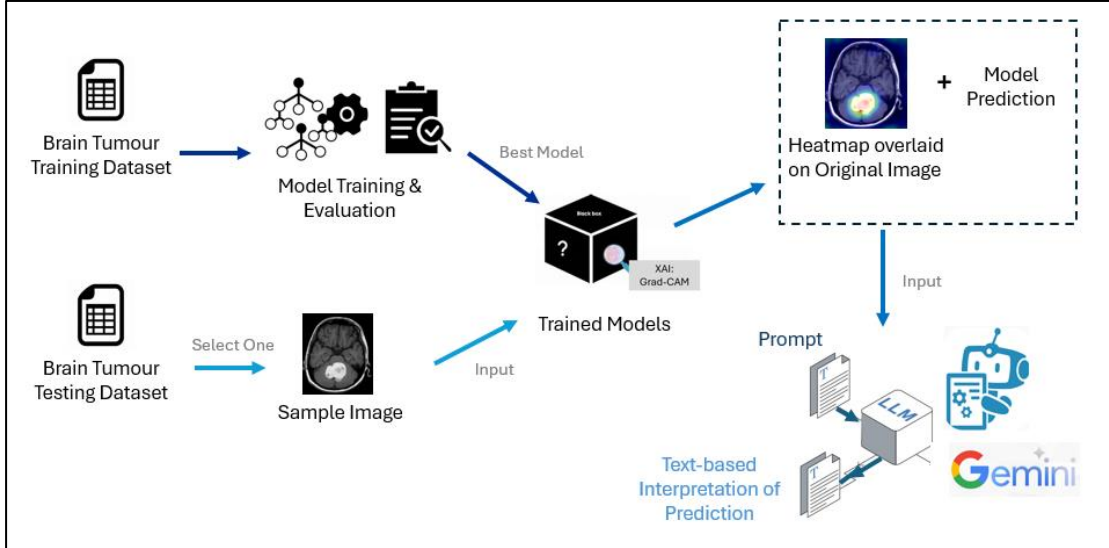 Brain Tumour
Training Dataset
Model Training &
Evaluation
Best Model
Black box
?
XAI:
Grad-CAM
Trained Models
Heatmap overlaid
on Original Image
+
Model
Prediction
Brain Tumour
Testing Dataset
Select One
Sample Image
Input
Input
Prompt
T
LLM
T
Text-based
Interpretation of
Prediction
Gemini